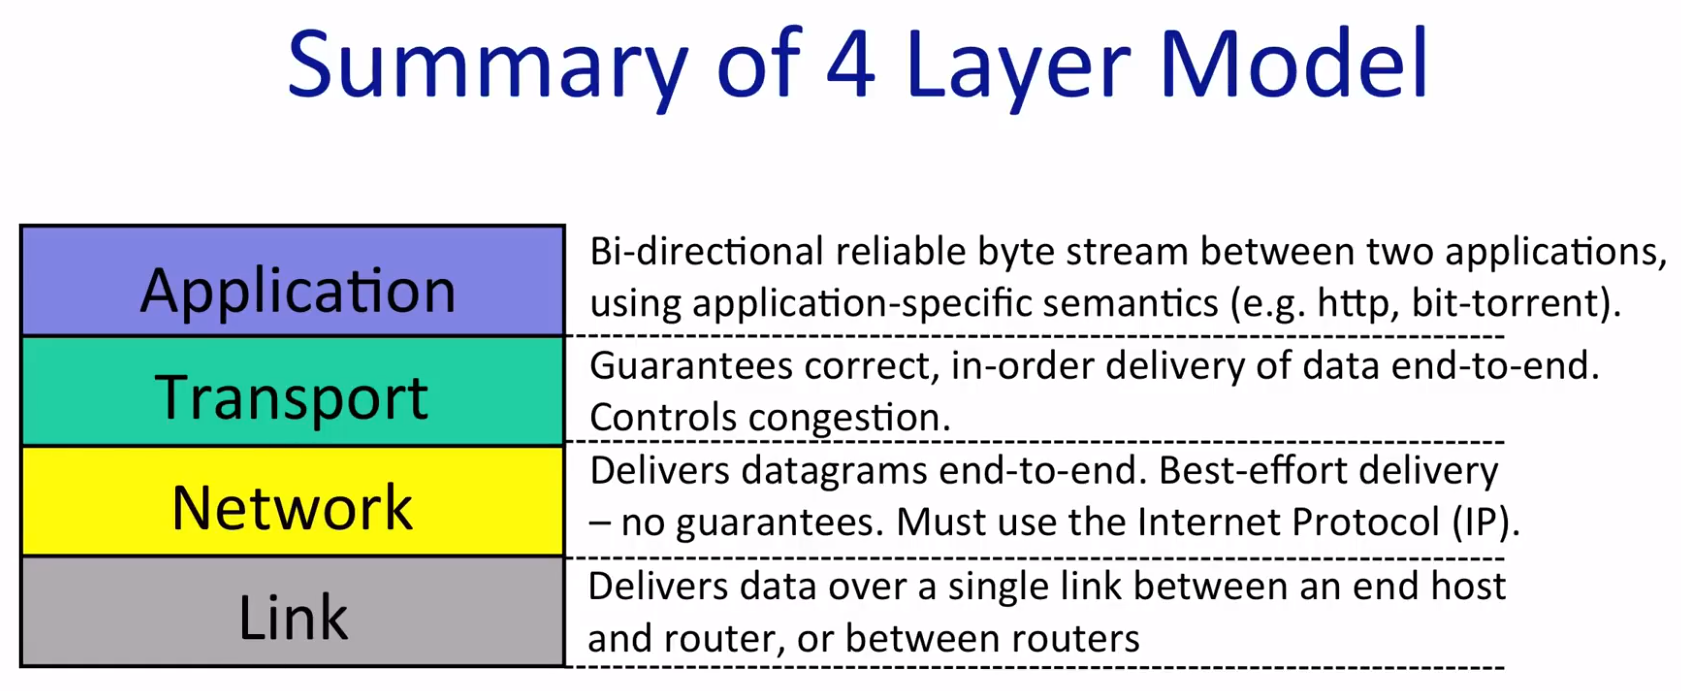 Summary of 4 Layer Model
Application
Bi-directional reliable byte stream between two applications,
using application-specific semantics (e.g. http, bit-torrent).
Transport
Guarantees correct, in-order delivery of data end-to-end.
Controls congestion.
Network
Delivers datagrams end-to-end. Best-effort delivery
– no guarantees. Must use the Internet Protocol (IP).
Link
Delivers data over a single link between an end host
and router, or between routers